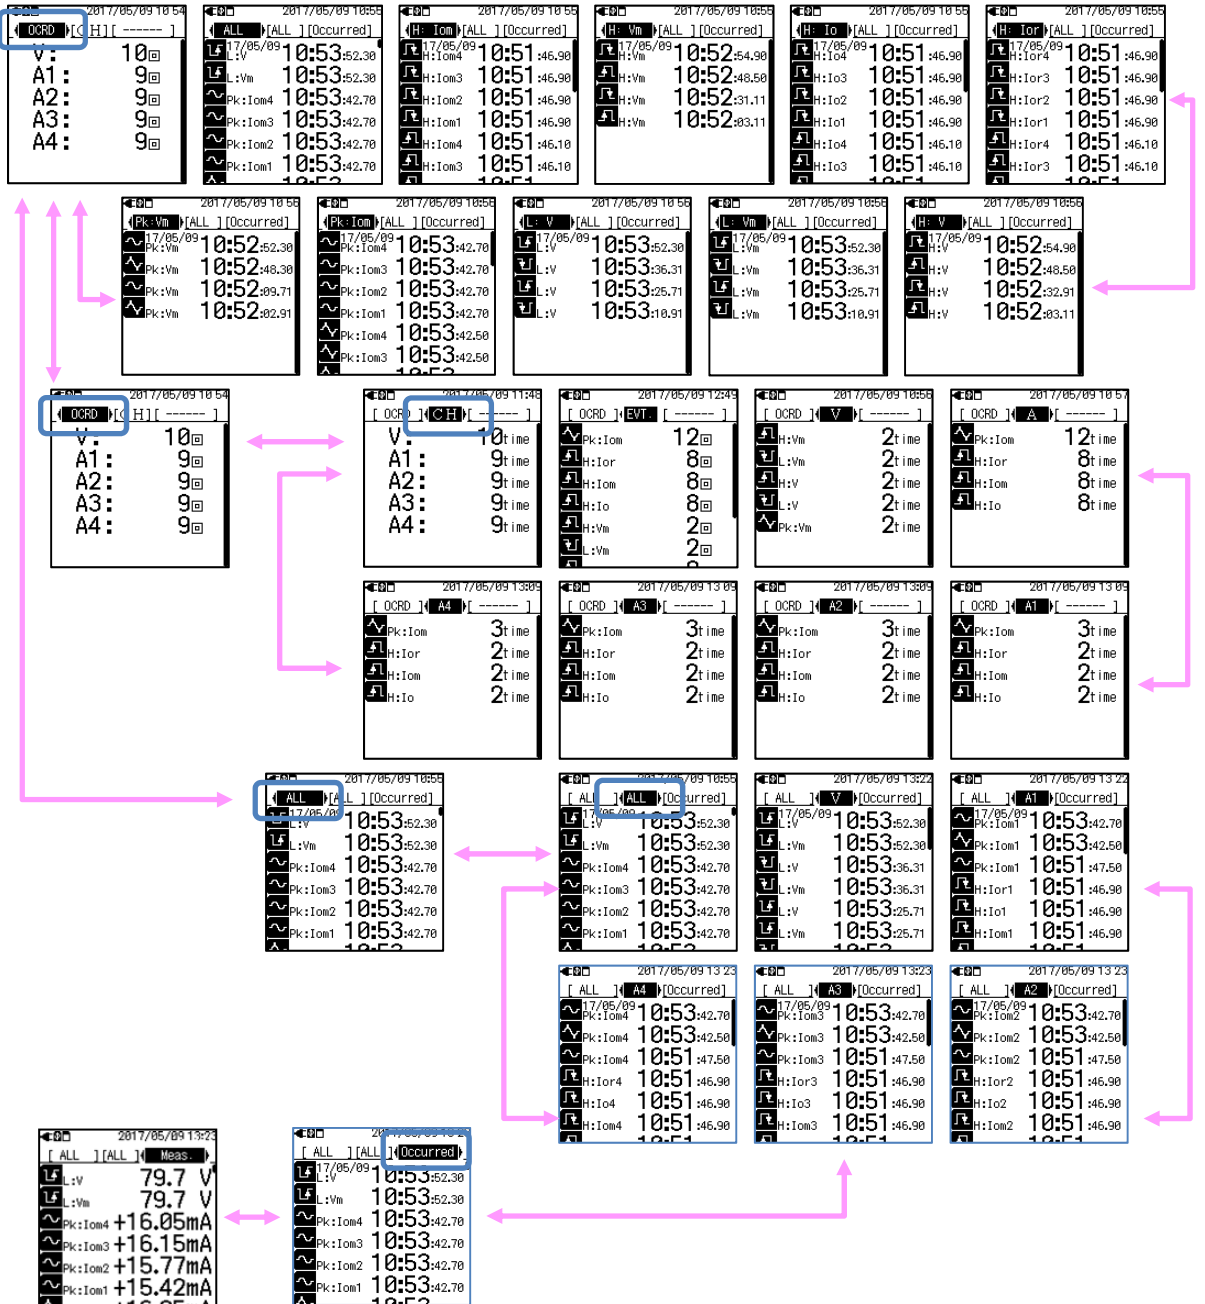 2017/05/09 10 54
OCRD [CH][ ------ ]
V: 10回
A1: 9回
A2: 9回
A3: 9回
A4: 9回
2017/05/09 10:55
ALL [ALL ][Occurred]
17/05/09
L:V 10:53:52.30
L:Vm 10:53:52.30
Pk:Iom4 10:53:42.70
Pk:Iom3 10:53:42.70
Pk:Iom2 10:53:42.70
Pk:Iom1 10:53:42.70
2017/05/09 10 55
H: Iom [ALL ][Occurred]
17/05/09
H:Iom4 10:51:46.90
H:Iom3 10:51:46.90
H:Iom2 10:51:46.90
H:Iom1 10:51:46.90
H:Iom4 10:51:46.10
H:Iom3 10:51:46.10
2017/05/09 10:55
H: Vm [ALL ][Occurred]
17/05/09
H:Vm 10:52:54.90
H:Vm 10:52:48.50
H:Vm 10:52:31.11
H:Vm 10:52:03.11
2017/05/09 10 55
H: Io [ALL ][Occurred]
17/05/09
H:Io4 10:51:46.90
H:Io3 10:51:46.90
H:Io2 10:51:46.90
H:Io1 10:51:46.90
H:Io4 10:51:46.10
H:Io3 10:51:46.10
2017/05/09 10:55
H: Ior [ALL ][Occurred]
17/05/09
H:Ior4 10:51:46.90
H:Ior3 10:51:46.90
H:Ior2 10:51:46.90
H:Ior1 10:51:46.90
H:Ior4 10:51:46.10
H:Ior3 10:51:46.10
2017/05/09 10 56
Pk:Vm [ALL ][Occurred]
17/05/09
Pk:Vm 10:52:52.30
Pk:Vm 10:52:48.30
Pk:Vm 10:52:09.71
Pk:Vm 10:52:02.91
2017/05/09 10:56
Pk:Iom [ALL ][Occurred]
17/05/09
Pk:Iom4 10:53:42.70
Pk:Iom3 10:53:42.70
Pk:Iom2 10:53:42.70
Pk:Iom1 10:53:42.70
Pk:Iom4 10:53:42.50
Pk:Iom3 10:53:42.50
2017/05/09 10 56
L: V [ALL ][Occurred]
17/05/09
L:V 10:53:52.30
L:V 10:53:36.31
L:V 10:53:25.71
L:V 10:53:10.91
2017/05/09 10:56
L: Vm [ALL ][Occurred]
17/05/09
L:Vm 10:53:52.30
L:Vm 10:53:36.31
L:Vm 10:53:25.71
L:Vm 10:53:10.91
2017/05/09 10:56
H: V [ALL ][Occurred]
17/05/09
H:V 10:52:54.90
H:V 10:52:48.50
H:V 10:52:32.91
H:V 10:52:03.11
2017/05/09 10 54
OCRD [CH][ ------ ]
V: 10回
A1: 9回
A2: 9回
A3: 9回
A4: 9回
2017/05/09 11:48
[ OCRD ] CH [ ------ ]
V: 10time
A1: 9time
A2: 9time
A3: 9time
A4: 9time
2017/05/09 12:49
[ OCRD ] EVT. [ ------ ]
Pk:Iom 12回
H:Ior 8回
H:Iom 8回
H:Io 8回
H:Vm 2回
L:Vm 2回
2017/05/09 10:56
[ OCRD ] V [ ------ ]
H:Vm 2time
L:Vm 2time
H:V 2time
L:V 2time
Pk:Vm 2time
2017/05/09 10 57
[ OCRD ] A [ ------ ]
Pk:Iom 12time
H:Ior 8time
H:Iom 8time
H:Io 8time
2017/05/09 13:09
[ OCRD ] A4 [ ------ ]
Pk:Iom 3time
H:Ior 2time
H:Iom 2time
H:Io 2time
2017/05/09 13 09
[ OCRD ] A3 [ ------ ]
Pk:Iom 3time
H:Ior 2time
H:Iom 2time
H:Io 2time
2017/05/09 13:09
[ OCRD ] A2 [ ------ ]
Pk:Iom 3time
H:Ior 2time
H:Iom 2time
H:Io 2time
2017/05/09 13 09
[ OCRD ] A1 [ ------ ]
Pk:Iom 3time
H:Ior 2time
H:Iom 2time
H:Io 2time
2017/05/09 10:55
ALL [ALL ][Occurred]
17/05/09
L:V 10:53:52.30
L:Vm 10:53:52.30
Pk:Iom4 10:53:42.70
Pk:Iom3 10:53:42.70
Pk:Iom2 10:53:42.70
Pk:Iom1 10:53:42.70
2017/05/09 10:55
[ ALL ] ALL [Occurred]
17/05/09
L:V 10:53:52.30
L:Vm 10:53:52.30
Pk:Iom4 10:53:42.70
Pk:Iom3 10:53:42.70
Pk:Iom2 10:53:42.70
Pk:Iom1 10:53:42.70
2017/05/09 13:22
[ ALL ] V [Occurred]
17/05/09
L:V 10:53:52.30
L:Vm 10:53:52.30
L:V 10:53:36.31
L:Vm 10:53:36.31
L:V 10:53:25.71
L:Vm 10:53:25.71
2017/05/09 13 22
[ ALL ] A1 [Occurred]
17/05/09
Pk:Iom1 10:53:42.70
Pk:Iom1 10:53:42.50
Pk:Iom1 10:51:47.50
H:Ior1 10:51:46.90
H:Io1 10:51:46.90
H:Iom1 10:51:46.90
2017/05/09 13 23
[ ALL ] A4 [Occurred]
17/05/09
Pk:Iom4 10:53:42.70
Pk:Iom4 10:53:42.50
Pk:Iom4 10:51:47.50
H:Ior4 10:51:46.90
H:Io4 10:51:46.90
H:Iom4 10:51:46.90
2017/05/09 13:23
[ ALL ] A3 [Occurred]
17/05/09
Pk:Iom3 10:53:42.70
Pk:Iom3 10:53:42.50
Pk:Iom3 10:51:47.50
H:Ior3 10:51:46.90
H:Io3 10:51:46.90
H:Iom3 10:51:46.90
2017/05/09 13 23
[ ALL ] A2 [Occurred]
17/05/09
Pk:Iom2 10:53:42.70
Pk:Iom2 10:53:42.50
Pk:Iom2 10:51:47.50
H:Ior2 10:51:46.90
H:Io2 10:51:46.90
H:Iom2 10:51:46.90
2017/05/09 13:23
[ ALL ][ALL ] Meas.
L:V 79.7 V
L:Vm 79.7 V
Pk:Iom4 +16.05mA
Pk:Iom3 +16.15mA
Pk:Iom2 +15.77mA
Pk:Iom1 +15.42mA
[ ALL ][ALL ] Occurred
17/05/09
L:V 10:53:52.30
L:Vm 10:53:52.30
Pk:Iom4 10:53:42.70
Pk:Iom3 10:53:42.70
Pk:Iom2 10:53:42.70
Pk:Iom1 10:53:42.70